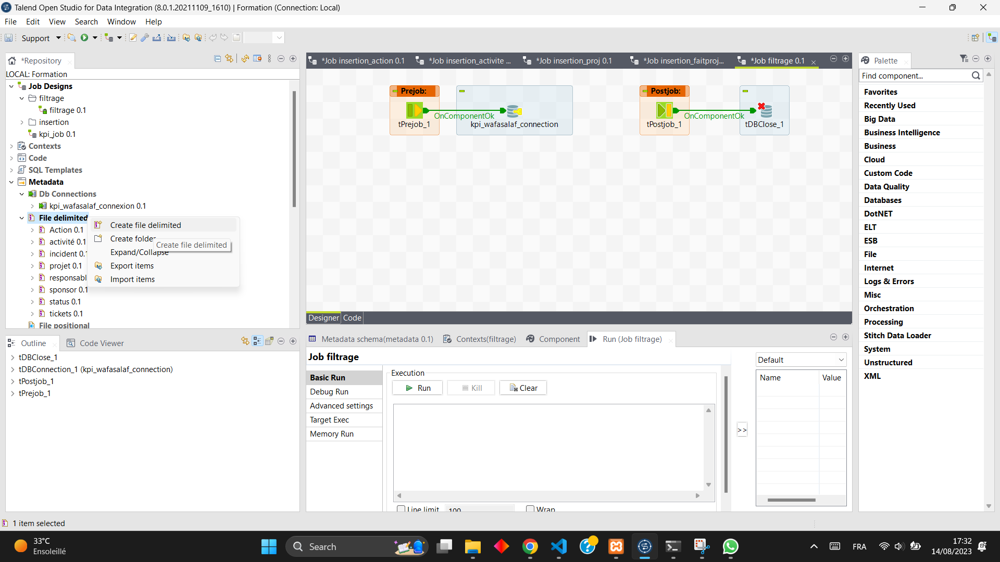 Talend Open Studio for Data Integration (8.0.1.20211109_1610) | Formation (Connection: Local)
File Edit View Search Window Help
Support
*Repository
LOCAL: Formation
Job Designs
filtrage
filtrage 0.1
insertion
kpi_job 0.1
Contexts
Code
SQL Templates
Metadata
Db Connections
kpi_wafasalaf_connexion 0.1
File delimited
Action 0.1
activité 0.1
incident 0.1
projet 0.1
responsabl
sponsor 0.1
status 0.1
tickets 0.1
File positional
Create file delimited
Create folder
Create file delimited
Expand/Collapse
Export items
Import items
*Job insertion_action 0.1
*Job insertion_activite ...
*Job insertion_proj 0.1
*Job insertion_faitproj...
*Job filtrage 0.1
Prejob:
tPrejob_1
OnComponentOk
kpi_wafasalaf_connection
Postjob:
tPostjob_1
OnComponentOk
tDBClose_1
Designer
Code
Palette
Find component...
Favorites
Recently Used
Big Data
Business Intelligence
Business
Cloud
Custom Code
Data Quality
Databases
DotNET
ELT
ESB
File
Internet
Logs & Errors
Misc
Orchestration
Processing
Stitch Data Loader
System
Unstructured
XML
Outline
Code Viewer
tDBClose_1
tDBConnection_1 (kpi_wafasalaf_connection)
tPostjob_1
tPrejob_1
Metadata schema(metadata 0.1)
Contexts(filtrage)
Component
Run (Job filtrage)
Job filtrage
Basic Run
Debug Run
Advanced settings
Target Exec
Memory Run
Execution
Run
Kill
Clear
Line limit
100
Wrap
>>
Default
Name
Value
1 item selected
33°C
Ensoleillé
Search
FRA
17:32
14/08/2023